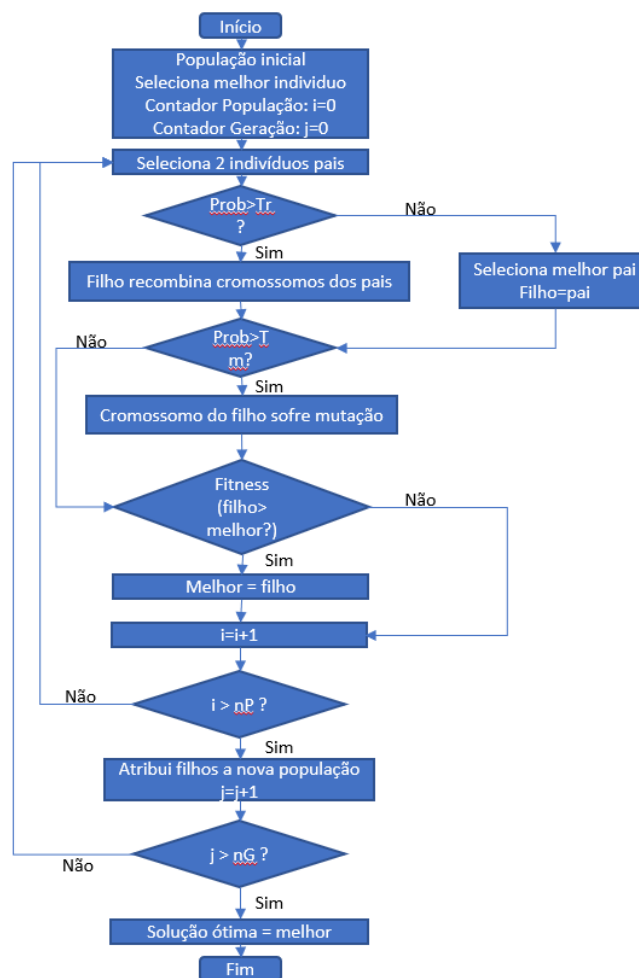 Início
População inicial
Seleciona melhor individuo
Contador População: i=0
Contador Geração: j=0
Seleciona 2 indivíduos pais
Prob>Tr
?
Não
Sim
Filho recombina cromossomos dos pais
Seleciona melhor pai
Filho=pai
Prob>T
m?
Não
Sim
Cromossomo do filho sofre mutação
Fitness
(filho>
melhor?)
Não
Sim
Melhor = filho
i=i+1
i > nP ?
Não
Sim
Atribui filhos a nova população
j=j+1
j > nG ?
Não
Sim
Solução ótima = melhor
Fim